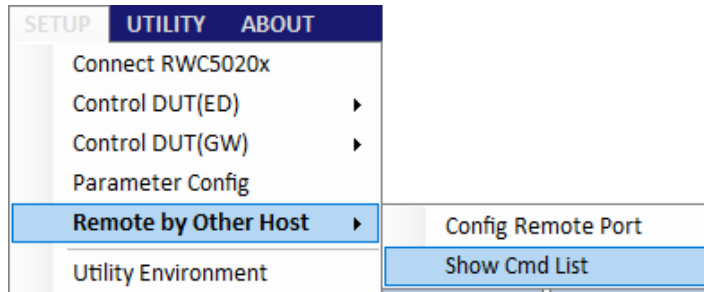 SETUP UTILITY ABOUT
Connect RWC5020x
Control DUT(ED)
Control DUT(GW)
Parameter Config
Remote by Other Host
Config Remote Port
Show Cmd List
Utility Environment